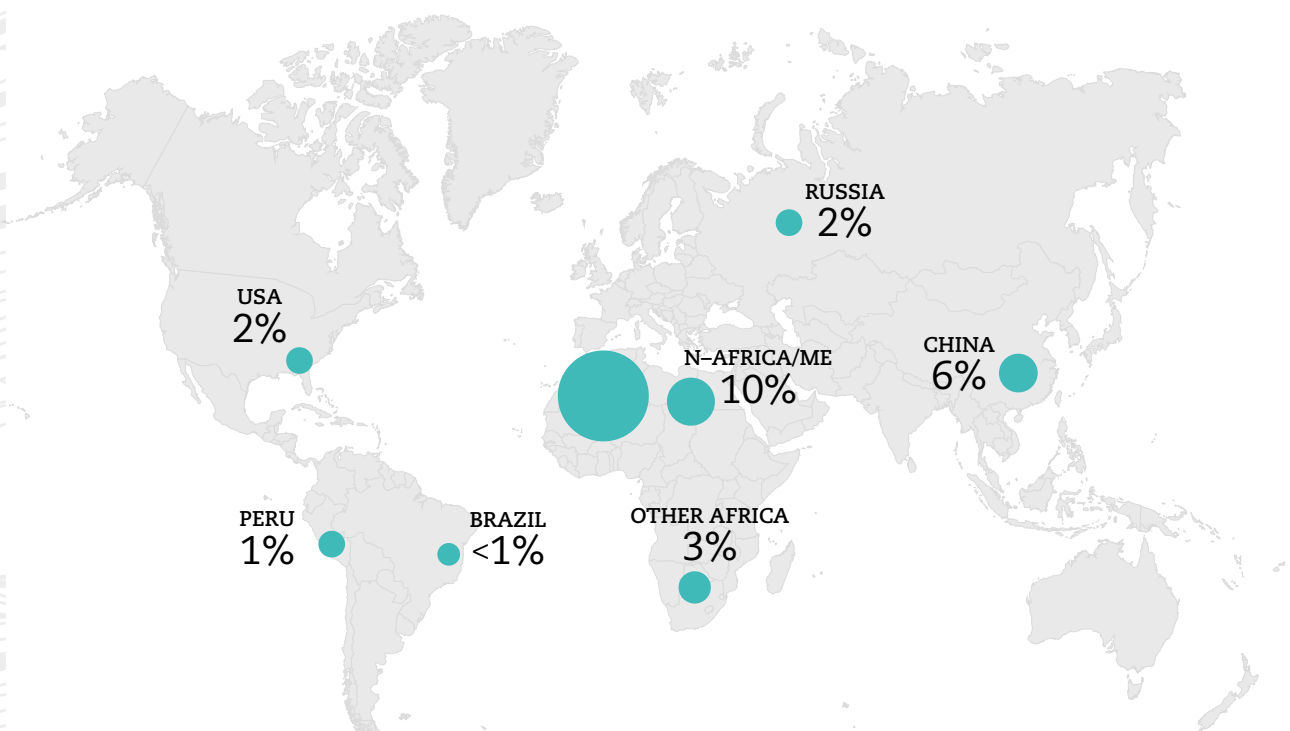 RUSSIA
2%
USA
2%
N–AFRICA/ME
10%
CHINA
6%
PERU
1%
BRAZIL
<1%
OTHER AFRICA
3%